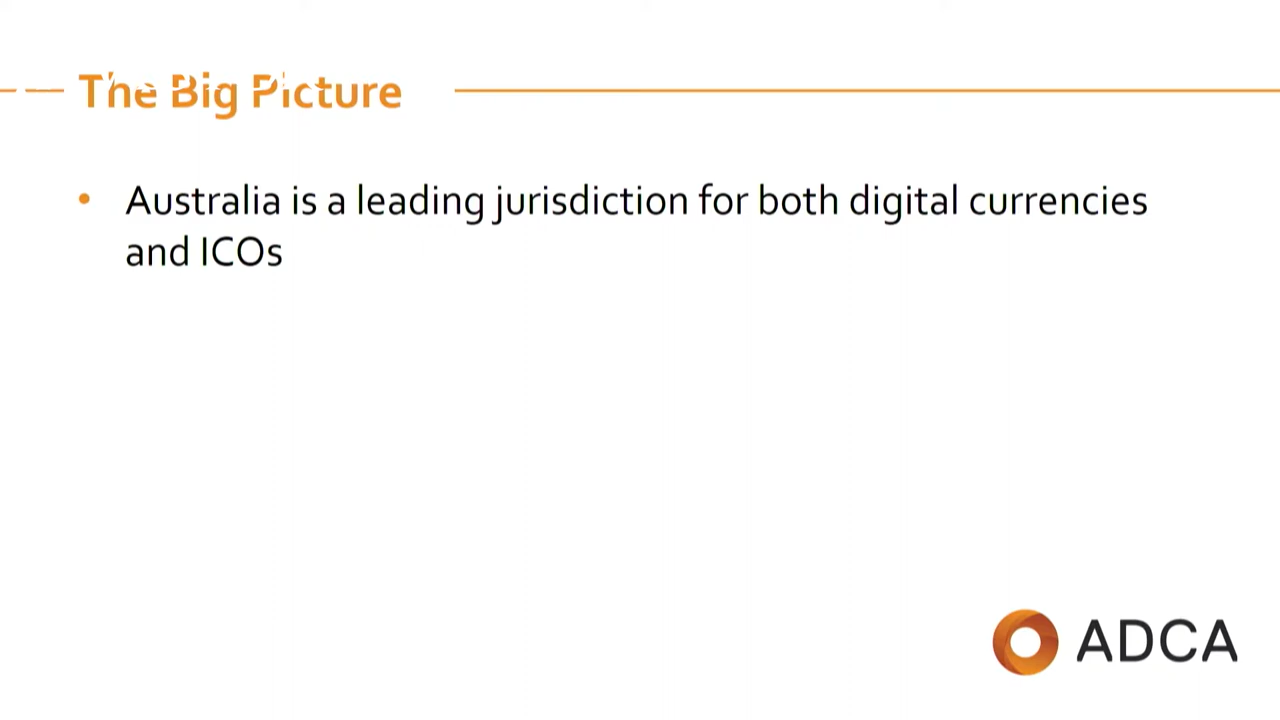 The Big Picture
• Australia is a leading jurisdiction for both digital currencies
and ICOs
ADCA